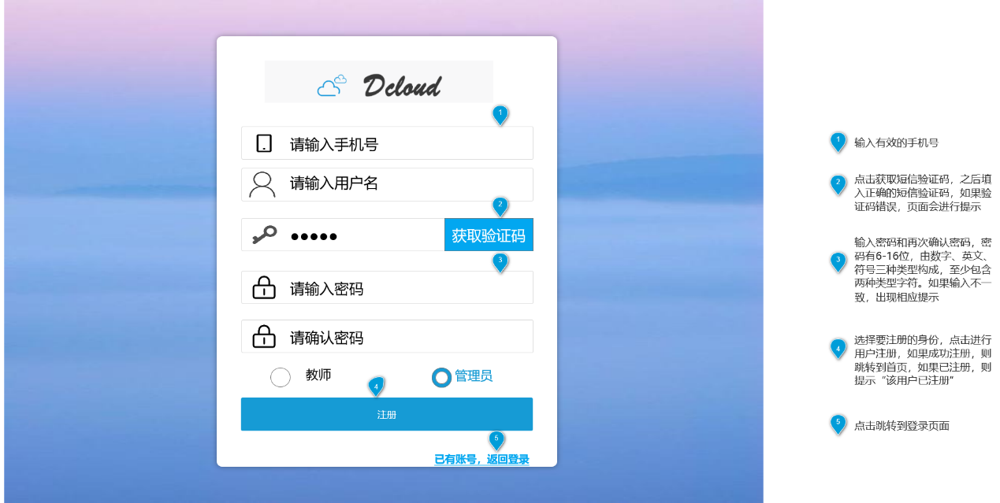 Dcloud
1
请输入手机号
请输入用户名
2
●●●●●
获取验证码
3
请输入密码
请确认密码
教师
管理员
4
注册
5
已有账号，返回登录
1
输入有效的手机号
2
点击获取短信验证码，之后填
入正确的短信验证码，如果验
证码错误，页面会进行提示
3
输入密码和再次确认密码，密
码有6-16位，由数字、英文、
符号三种类型构成，至少包含
两种类型字符。如果输入不一
致，出现相应提示
4
选择要注册的身份，点击进行
用户注册，如果成功注册，则
跳转到首页，如果已注册，则
提示“该用户已注册”
5
点击跳转到登录页面